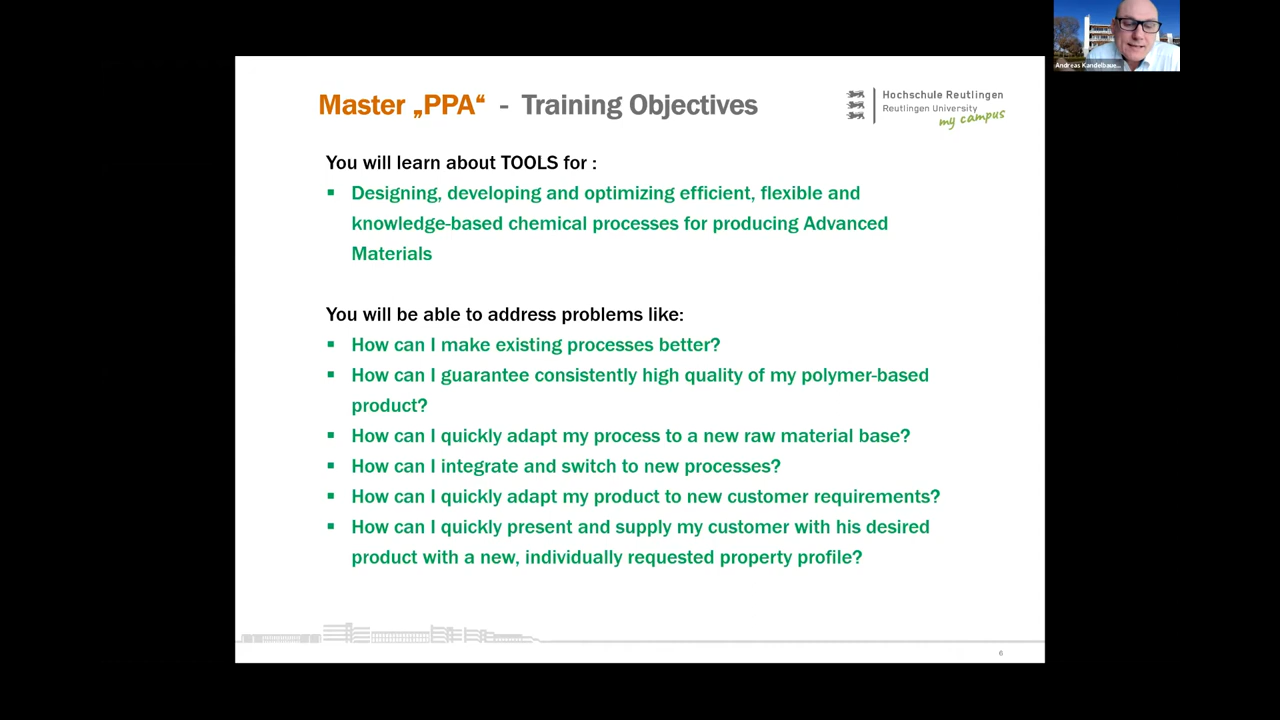 Andreas Kandelbaue...
Master „PPA“ - Training Objectives
Hochschule Reutlingen
Reutlingen University
my campus
You will learn about TOOLS for :
▪ Designing, developing and optimizing efficient, flexible and
knowledge-based chemical processes for producing Advanced
Materials
You will be able to address problems like:
▪ How can I make existing processes better?
▪ How can I guarantee consistently high quality of my polymer-based
product?
▪ How can I quickly adapt my process to a new raw material base?
▪ How can I integrate and switch to new processes?
▪ How can I quickly adapt my product to new customer requirements?
▪ How can I quickly present and supply my customer with his desired
product with a new, individually requested property profile?
6